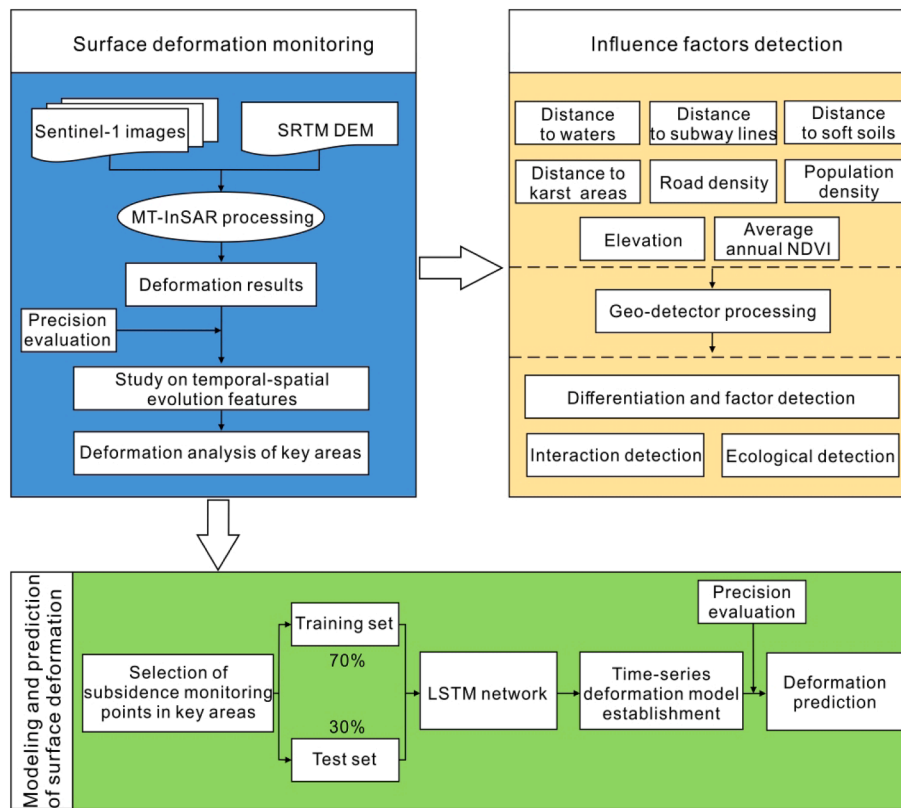 Surface deformation monitoring
Sentinel-1 images
SRTM DEM
MT-InSAR processing
Deformation results
Precision
evaluation
Study on temporal-spatial
evolution features
Deformation analysis of key areas
Influence factors detection
Distance
to waters
Distance
to subway lines
Distance
to soft soils
Distance to
karst areas
Road density
Population
density
Elevation
Average
annual NDVI
Geo-detector processing
Differentiation and factor detection
Interaction detection
Ecological detection
Modeling and prediction
of surface deformation
Selection of
subsidence monitoring
points in key areas
Training set
70%
30%
Test set
LSTM network
Time-series
deformation model
establishment
Precision
evaluation
Deformation
prediction